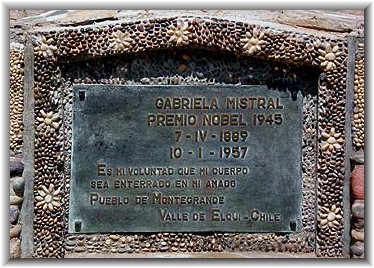 GABRIELA MISTRAL
PREMIO NOBEL 1945
7-IV-1889
10-I-1957
ES MI VOLUNTAD QUE MI CUERPO
SEA ENTERRADO EN MI AMADO
PUEBLO DE MONTEGRANDE
VALLE DE ELQUI-CHILE